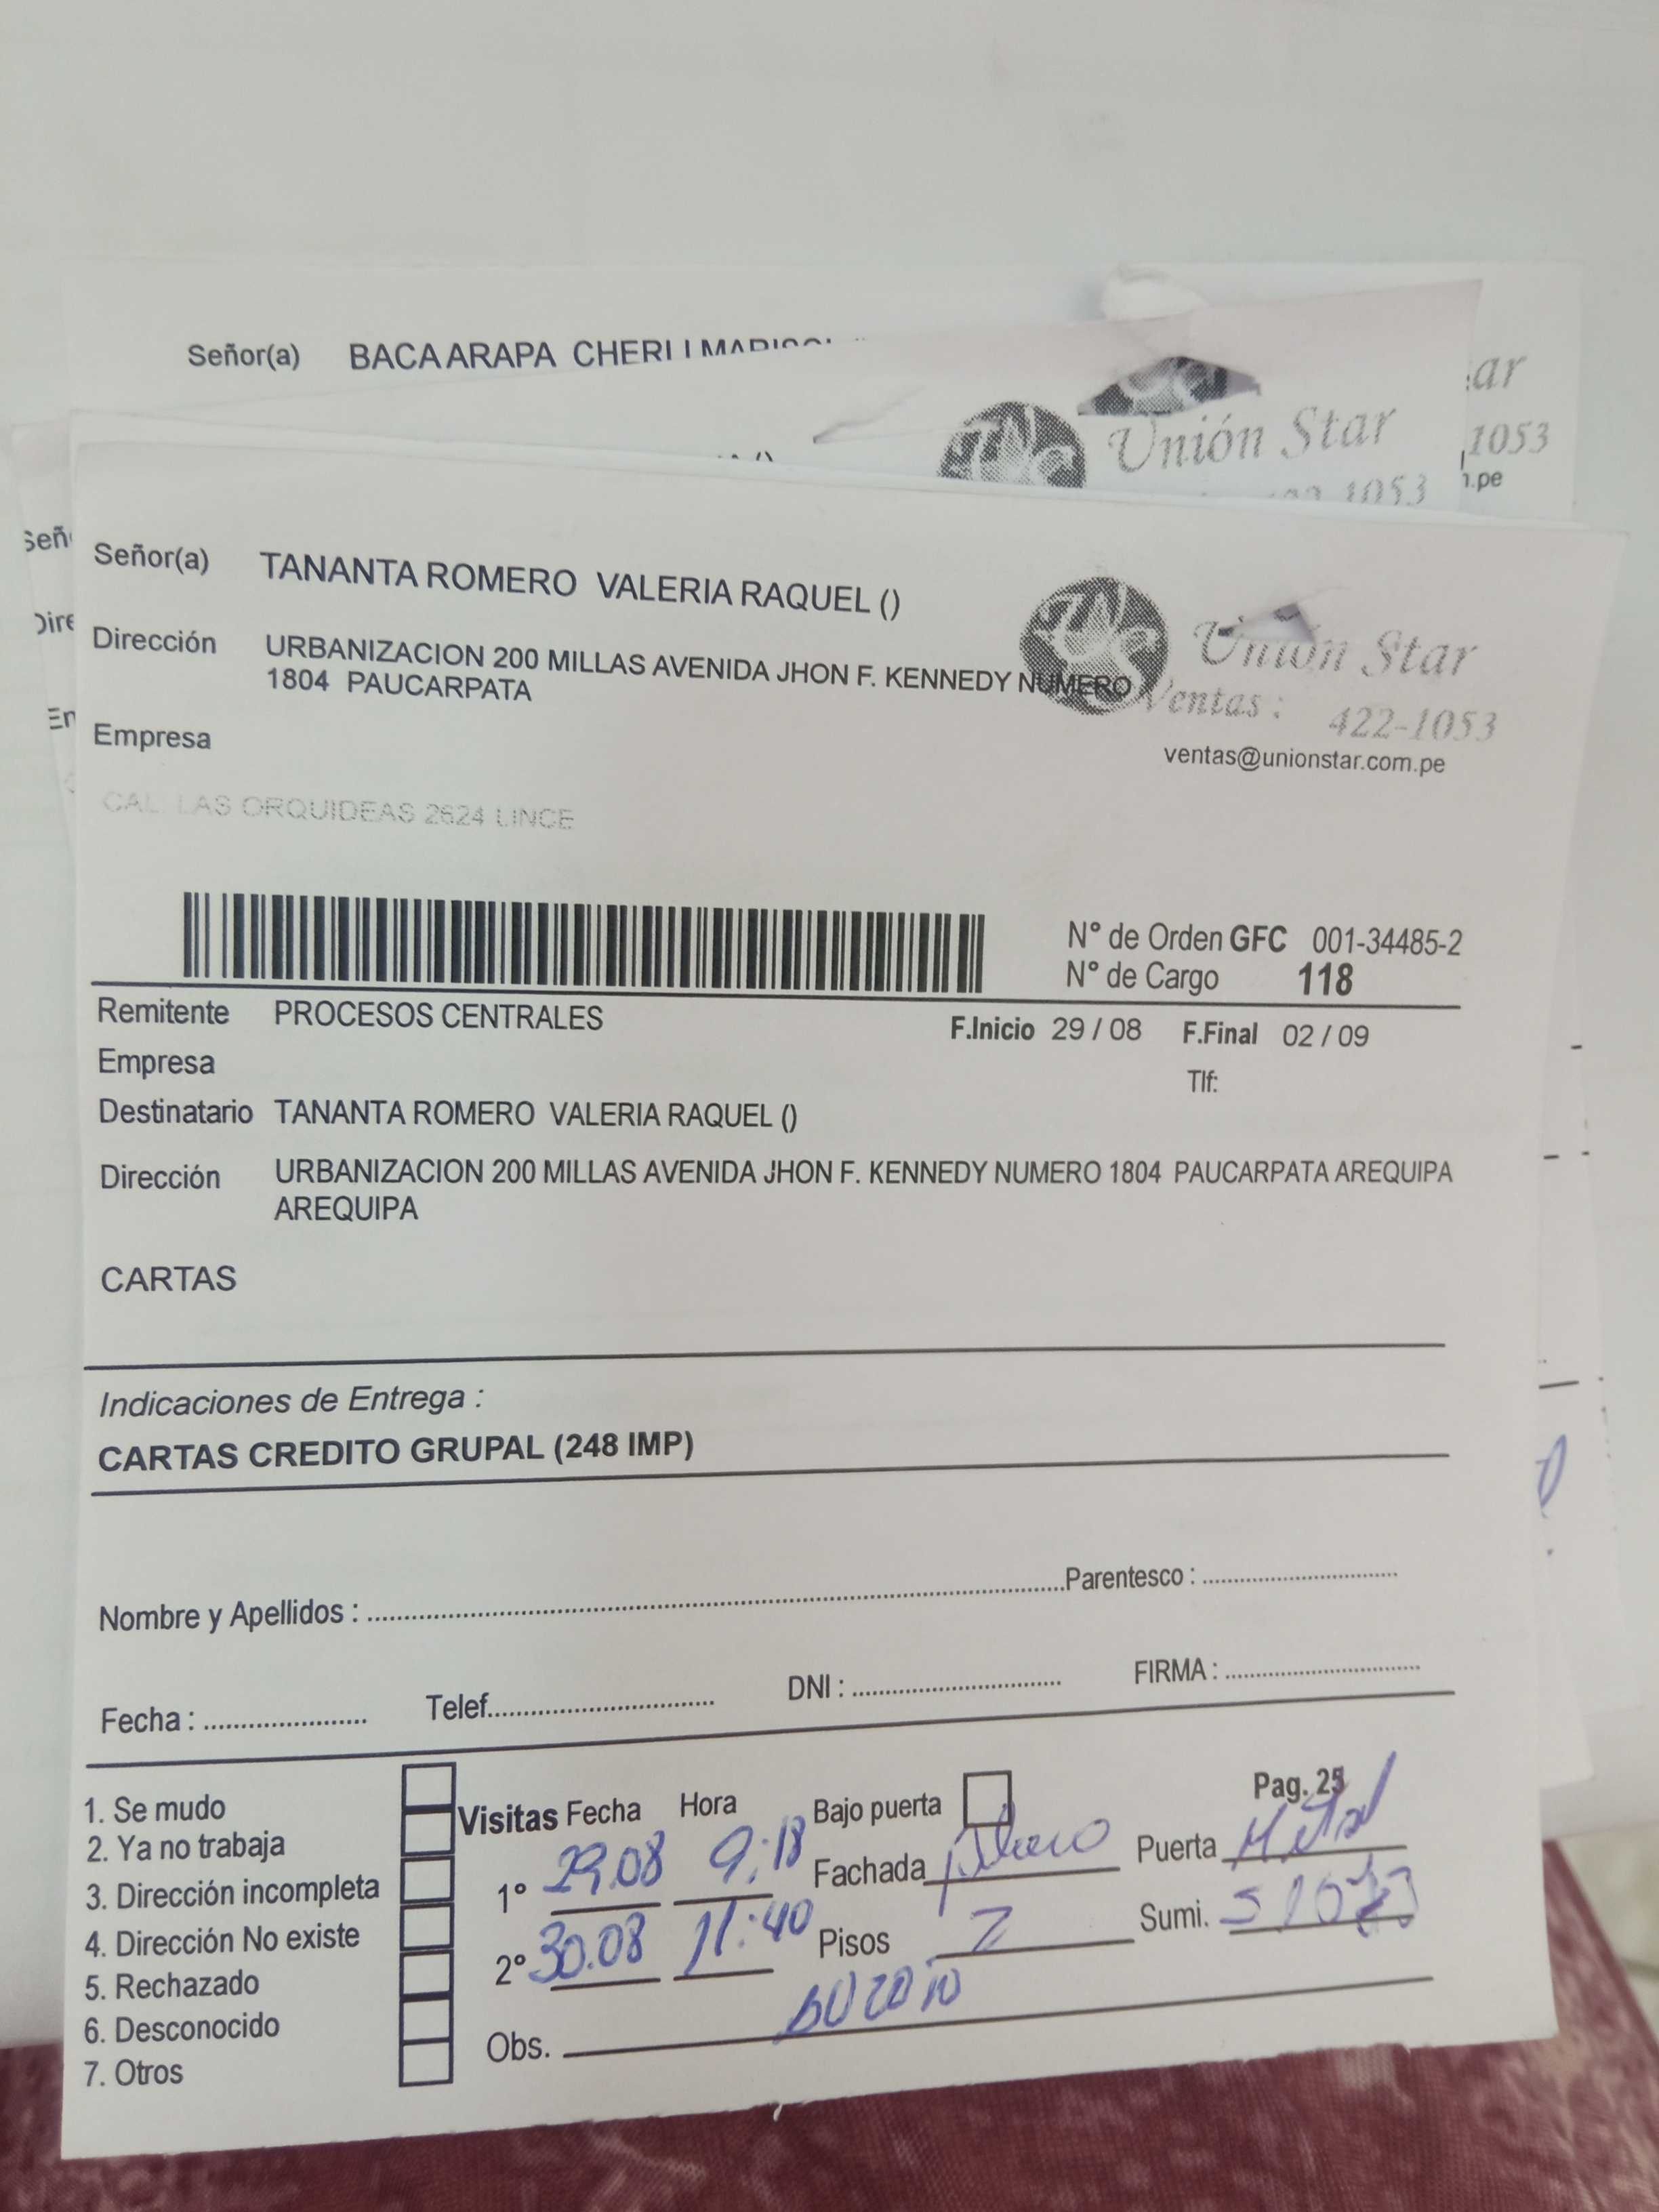 Señor(a) BACA ARAPA CHERLI
Unión Star
1053
ar
1053
Señor(a) TANANTA ROMERO VALERIA RAQUEL ()
Dirección URBANIZACION 200 MILLAS AVENIDA JHON F. KENNEDY NUMERO
1804 PAUCARPATA
Unión Star
Ventas : 422-1053
ventas@unionstar.com.pe
Empresa
LAS ORQUIDEAS 2624 LINCE
N° de Orden GFC 001-34485-2
N° de Cargo 118
Remitente PROCESOS CENTRALES
F.Inicio 29 / 08 F.Final 02 / 09
Empresa
Tlf:
Destinatario TANANTA ROMERO VALERIA RAQUEL ()
Dirección URBANIZACION 200 MILLAS AVENIDA JHON F. KENNEDY NUMERO 1804 PAUCARPATA AREQUIPA
AREQUIPA
CARTAS
Indicaciones de Entrega :
CARTAS CREDITO GRUPAL (248 IMP)
Nombre y Apellidos : Parentesco :
Fecha : Telef. DNI : FIRMA :
1. Se mudo
2. Ya no trabaja
3. Dirección incompleta
4. Dirección No existe
5. Rechazado
6. Desconocido
7. Otros
Visitas Fecha Hora
1° 29.08 9:18
2° 30.08 11:40
Bajo puerta
Pag. 25
Fachada
Puerta Metal
Pisos 2
Sumi.
Obs. buzon